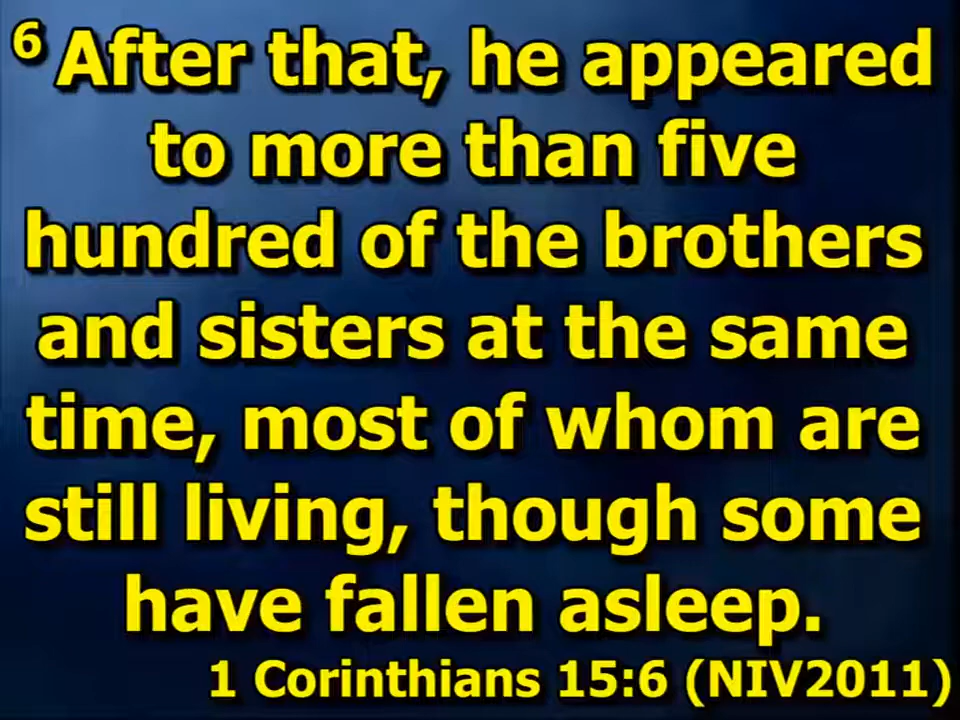 6 After that, he appeared
to more than five
hundred of the brothers
and sisters at the same
time, most of whom are
still living, though some
have fallen asleep.
1 Corinthians 15:6 (NIV2011)